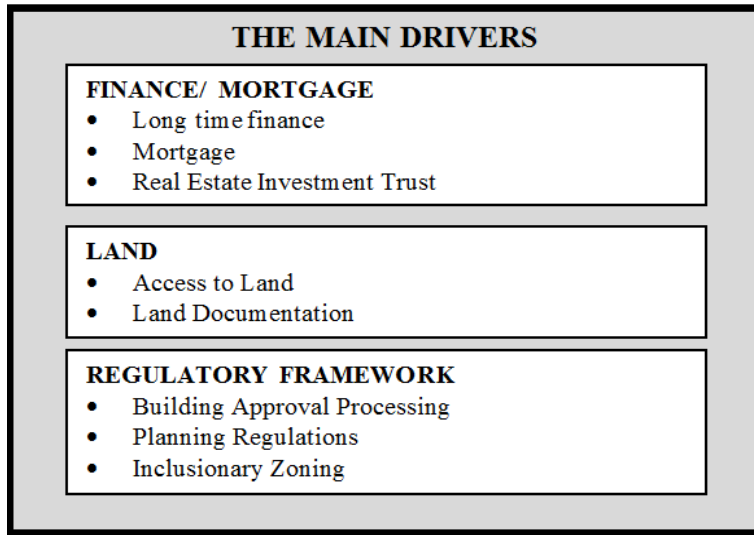 THE MAIN DRIVERS
FINANCE/ MORTGAGE
• Long time finance
• Mortgage
• Real Estate Investment Trust
LAND
• Access to Land
• Land Documentation
REGULATORY FRAMEWORK
• Building Approval Processing
• Planning Regulations
• Inclusionary Zoning